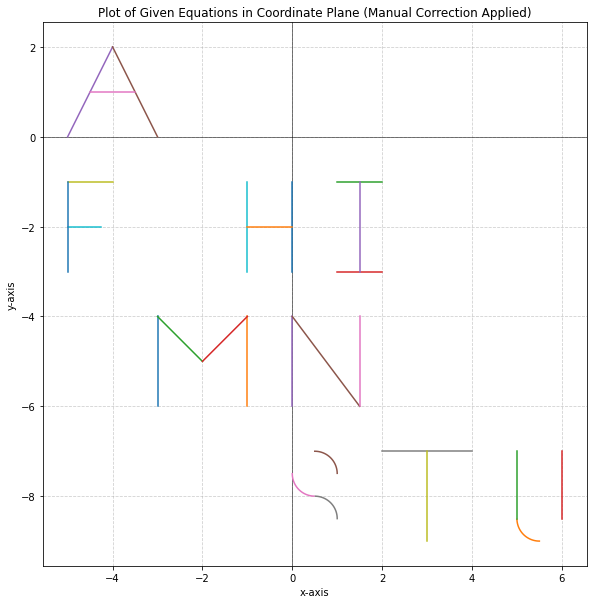 Plot of Given Equations in Coordinate Plane (Manual Correction Applied)
2
A
0
F H I
−2
y-axis
−4
M N
−6
S T U
−8
−4 −2 0 2 4 6
x-axis